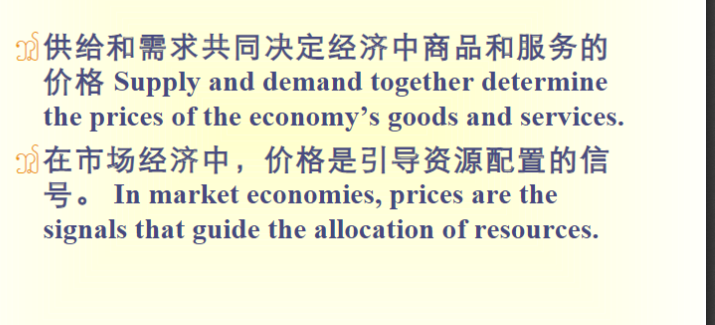 供给和需求共同决定经济中商品和服务的
价格 Supply and demand together determine
the prices of the economy’s goods and services.
在市场经济中，价格是引导资源配置的信
号。 In market economies, prices are the
signals that guide the allocation of resources.